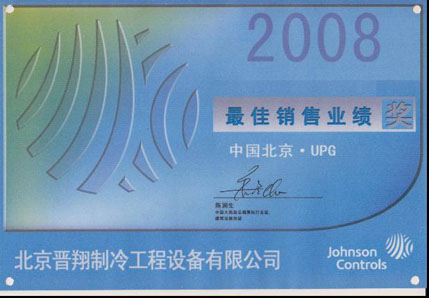 2008
最佳销售业绩奖
中国北京·UPG
北京晋翔制冷工程设备有限公司
Johnson
Controls